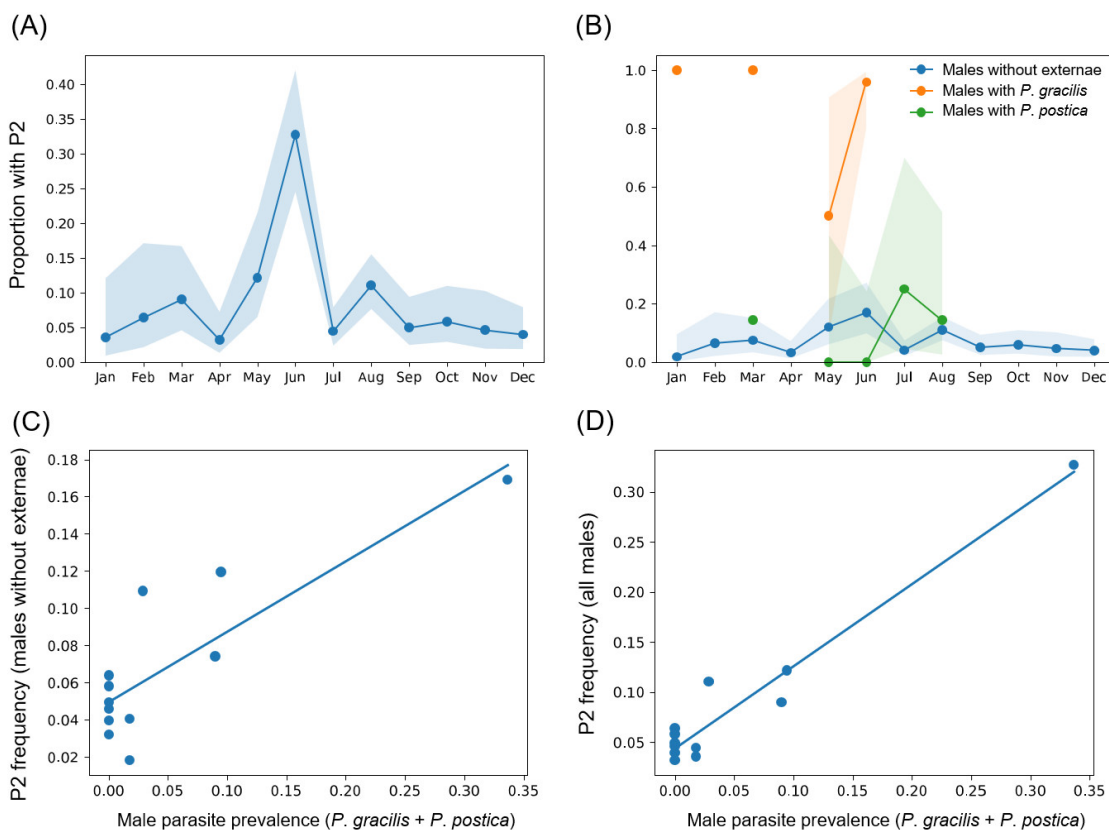 (A)
Proportion with P2
0.40
0.35
0.30
0.25
0.20
0.15
0.10
0.05
0.00
Jan Feb Mar Apr May Jun Jul Aug Sep Oct Nov Dec
(B)
1.0
0.8
0.6
0.4
0.2
0.0
Males without externae
Males with P. gracilis
Males with P. postica
Jan Feb Mar Apr May Jun Jul Aug Sep Oct Nov Dec
(C)
P2 frequency (males without externae)
0.18
0.16
0.14
0.12
0.10
0.08
0.06
0.04
0.02
0.00 0.05 0.10 0.15 0.20 0.25 0.30 0.35
Male parasite prevalence (P. gracilis + P. postica)
(D)
P2 frequency (all males)
0.30
0.25
0.20
0.15
0.10
0.05
0.00 0.05 0.10 0.15 0.20 0.25 0.30 0.35
Male parasite prevalence (P. gracilis + P. postica)